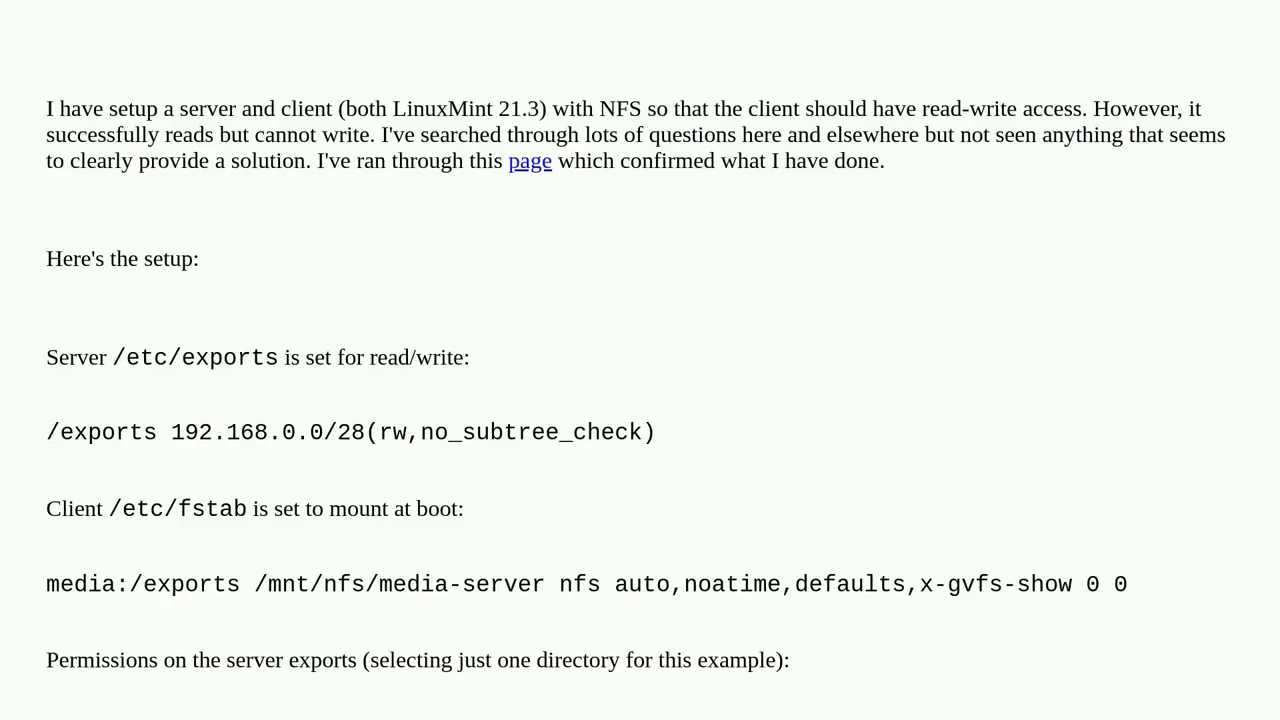 I have setup a server and client (both LinuxMint 21.3) with NFS so that the client should have read-write access. However, it
successfully reads but cannot write. I've searched through lots of questions here and elsewhere but not seen anything that seems
to clearly provide a solution. I've ran through this page which confirmed what I have done.
Here's the setup:
Server /etc/exports is set for read/write:
/exports 192.168.0.0/28(rw,no_subtree_check)
Client /etc/fstab is set to mount at boot:
media:/exports /mnt/nfs/media-server nfs auto,noatime,defaults,x-gvfs-show 0 0
Permissions on the server exports (selecting just one directory for this example):